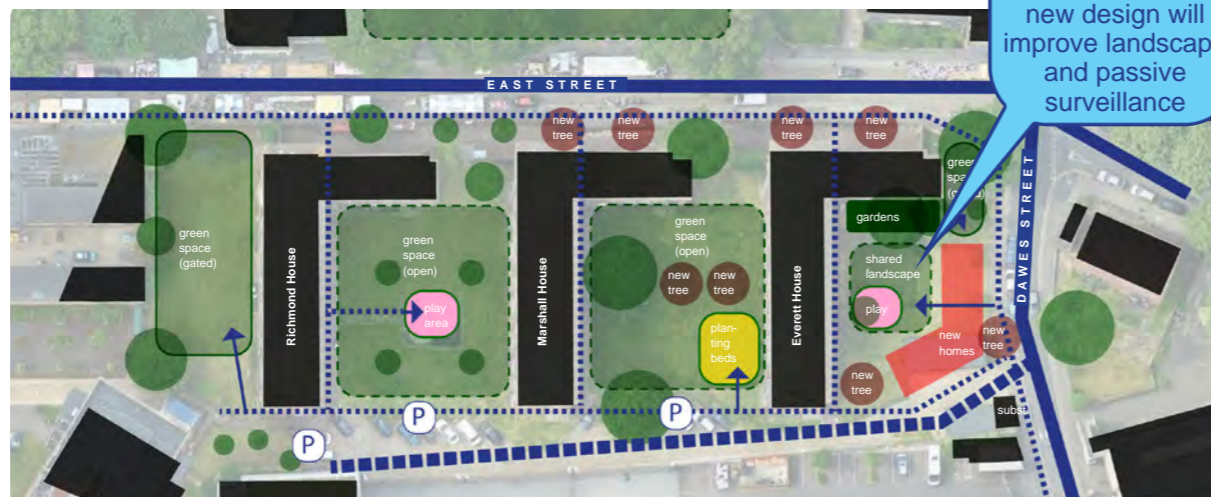 new design will
improve landscap
and passive
surveillance
EAST STREET
new
tree
new
tree
new
tree
new
tree
green
space
(gated)
Richmond House
green
space
(open)
play
area
Marshall House
green
space
(open)
new
tree
new
tree
plan-
ting
beds
Everett House
gardens
green
shared
landscape
play
new
homes
new
tree
new
tree
DAWES STREET
subst
P
P
P